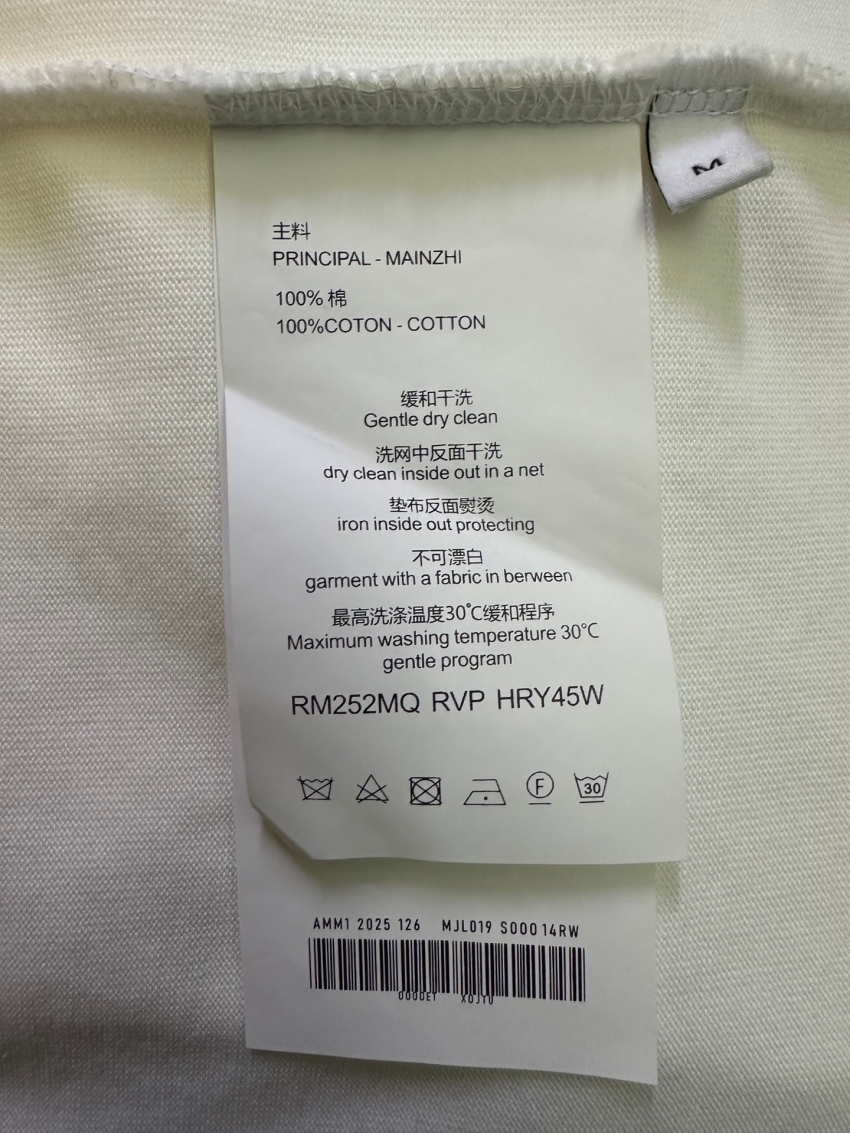 M
主料
PRINCIPAL - MAINZHI
100% 棉
100%COTON - COTTON
缓和干洗
Gentle dry clean
洗网中反面干洗
dry clean inside out in a net
垫布反面熨烫
iron inside out protecting
不可漂白
garment with a fabric in berween
最高洗涤温度30℃缓和程序
Maximum washing temperature 30℃
gentle program
RM252MQ RVP HRY45W
F 30
AMM1 2025 126 MJL019 S000 14RW